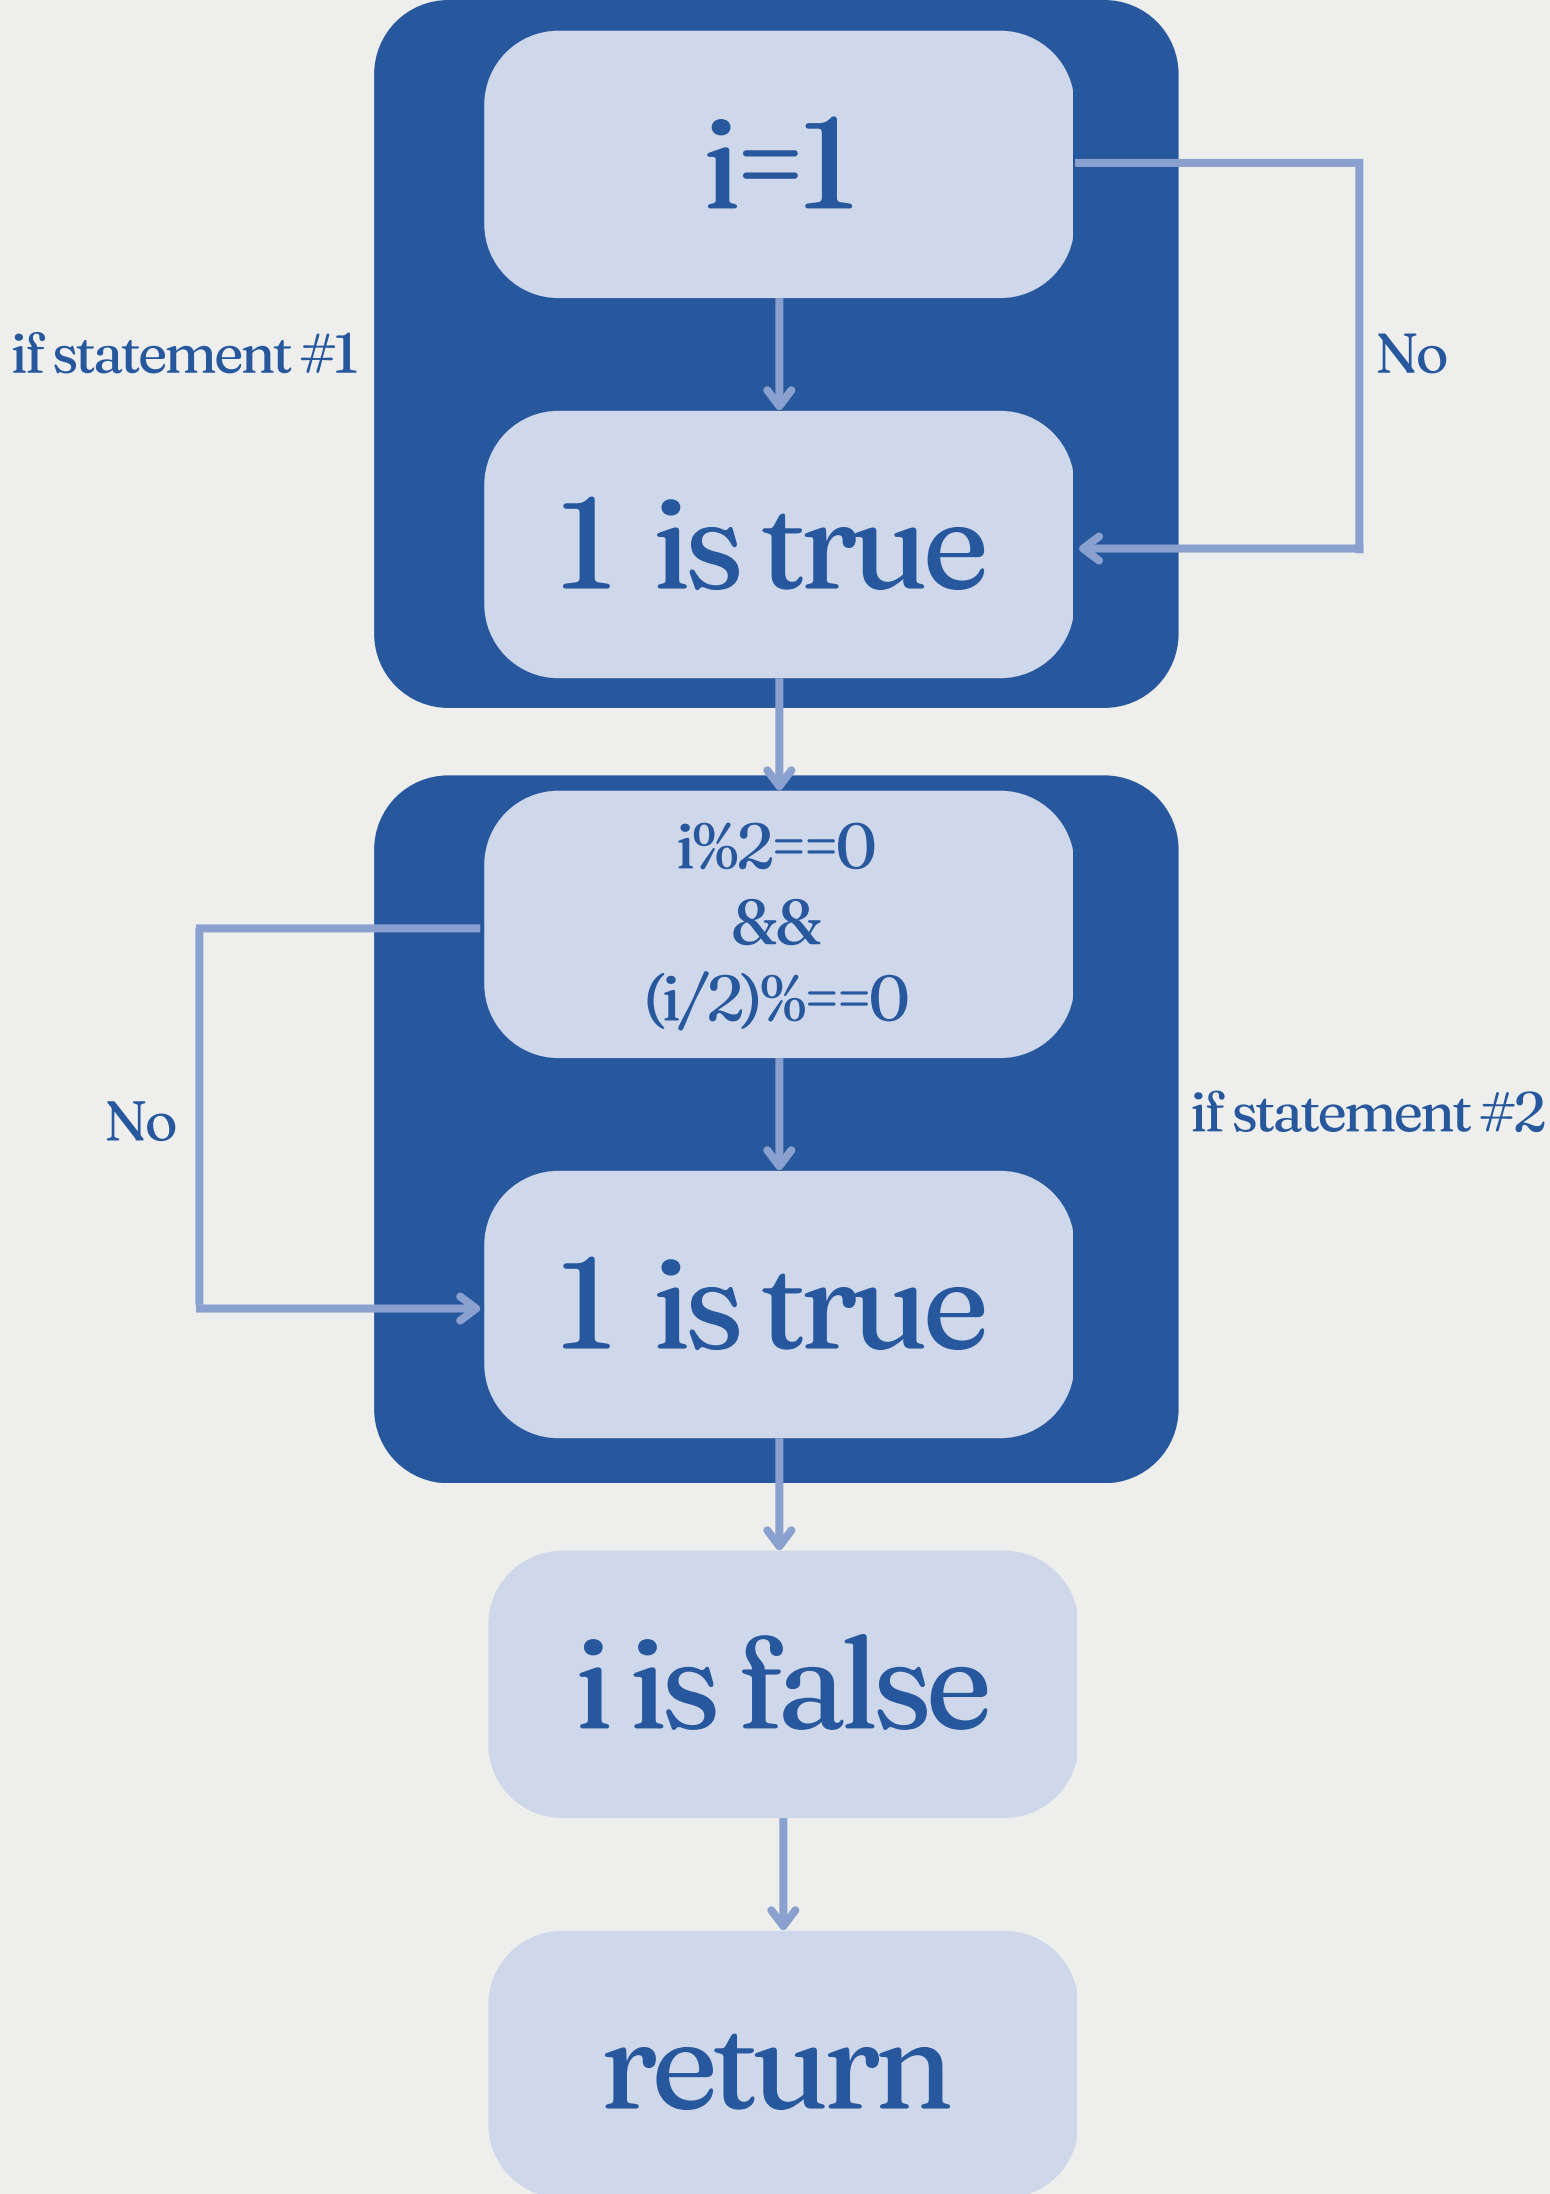 i=1
if statement #1
No
1 is true
i%2==0
&&
(i/2)%==0
No
if statement #2
1 is true
i is false
return